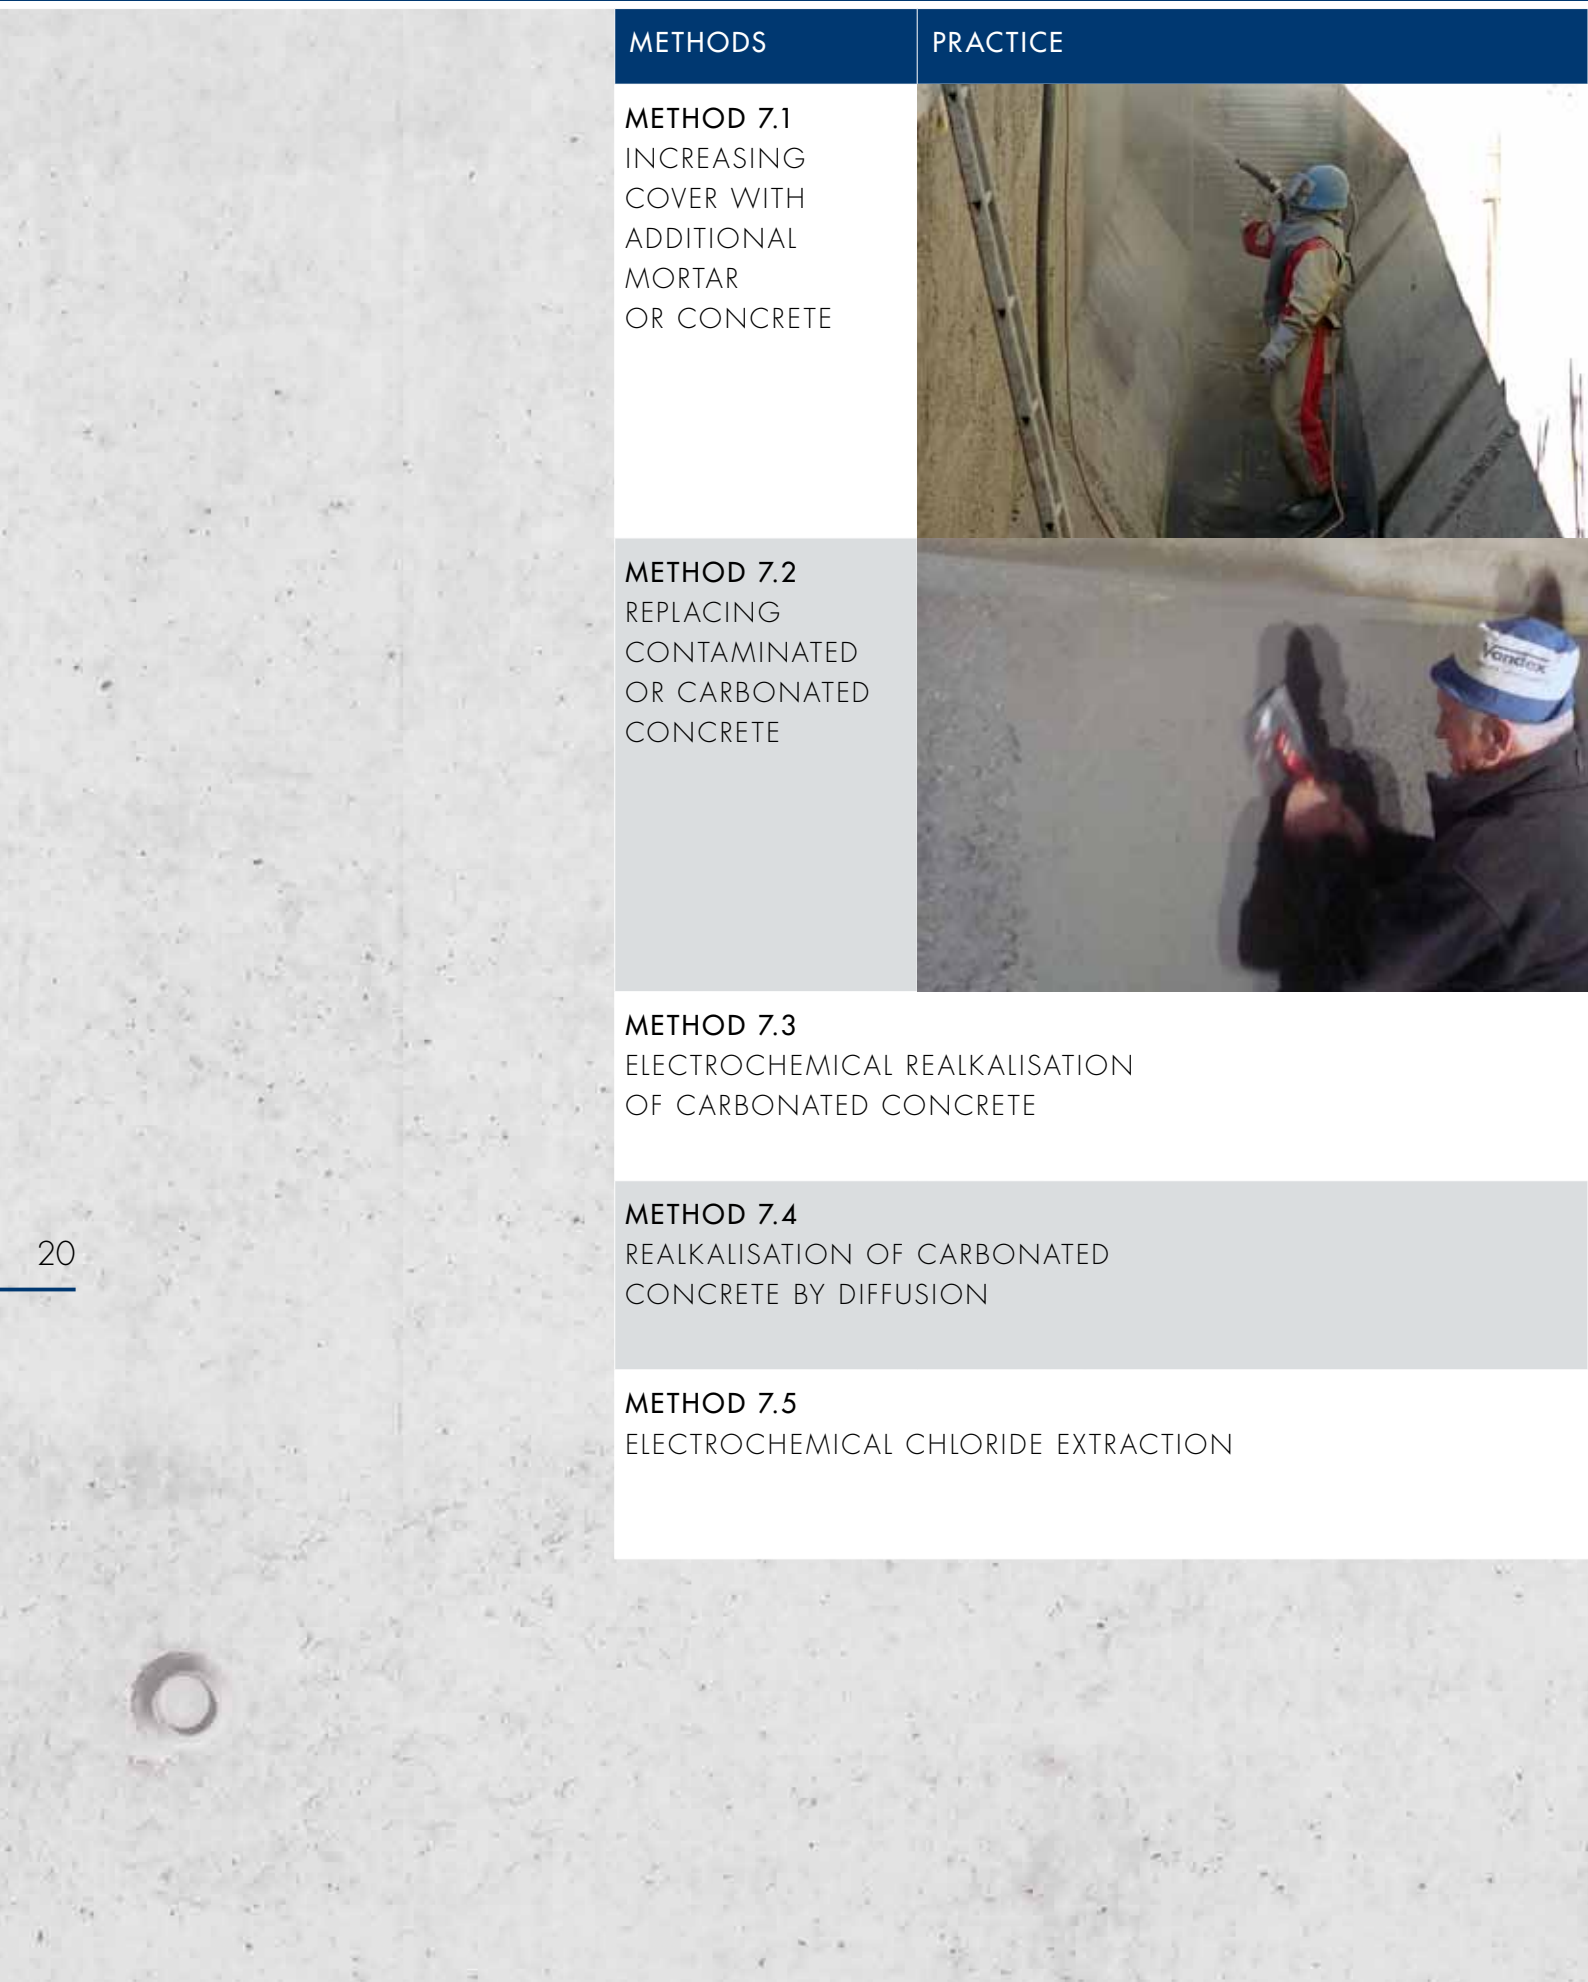 METHODS
PRACTICE
METHOD 7.1
INCREASING
COVER WITH
ADDITIONAL
MORTAR
OR CONCRETE
METHOD 7.2
REPLACING
CONTAMINATED
OR CARBONATED
CONCRETE
Vandex
METHOD 7.3
ELECTROCHEMICAL REALKALISATION
OF CARBONATED CONCRETE
METHOD 7.4
REALKALISATION OF CARBONATED
CONCRETE BY DIFFUSION
20
METHOD 7.5
ELECTROCHEMICAL CHLORIDE EXTRACTION